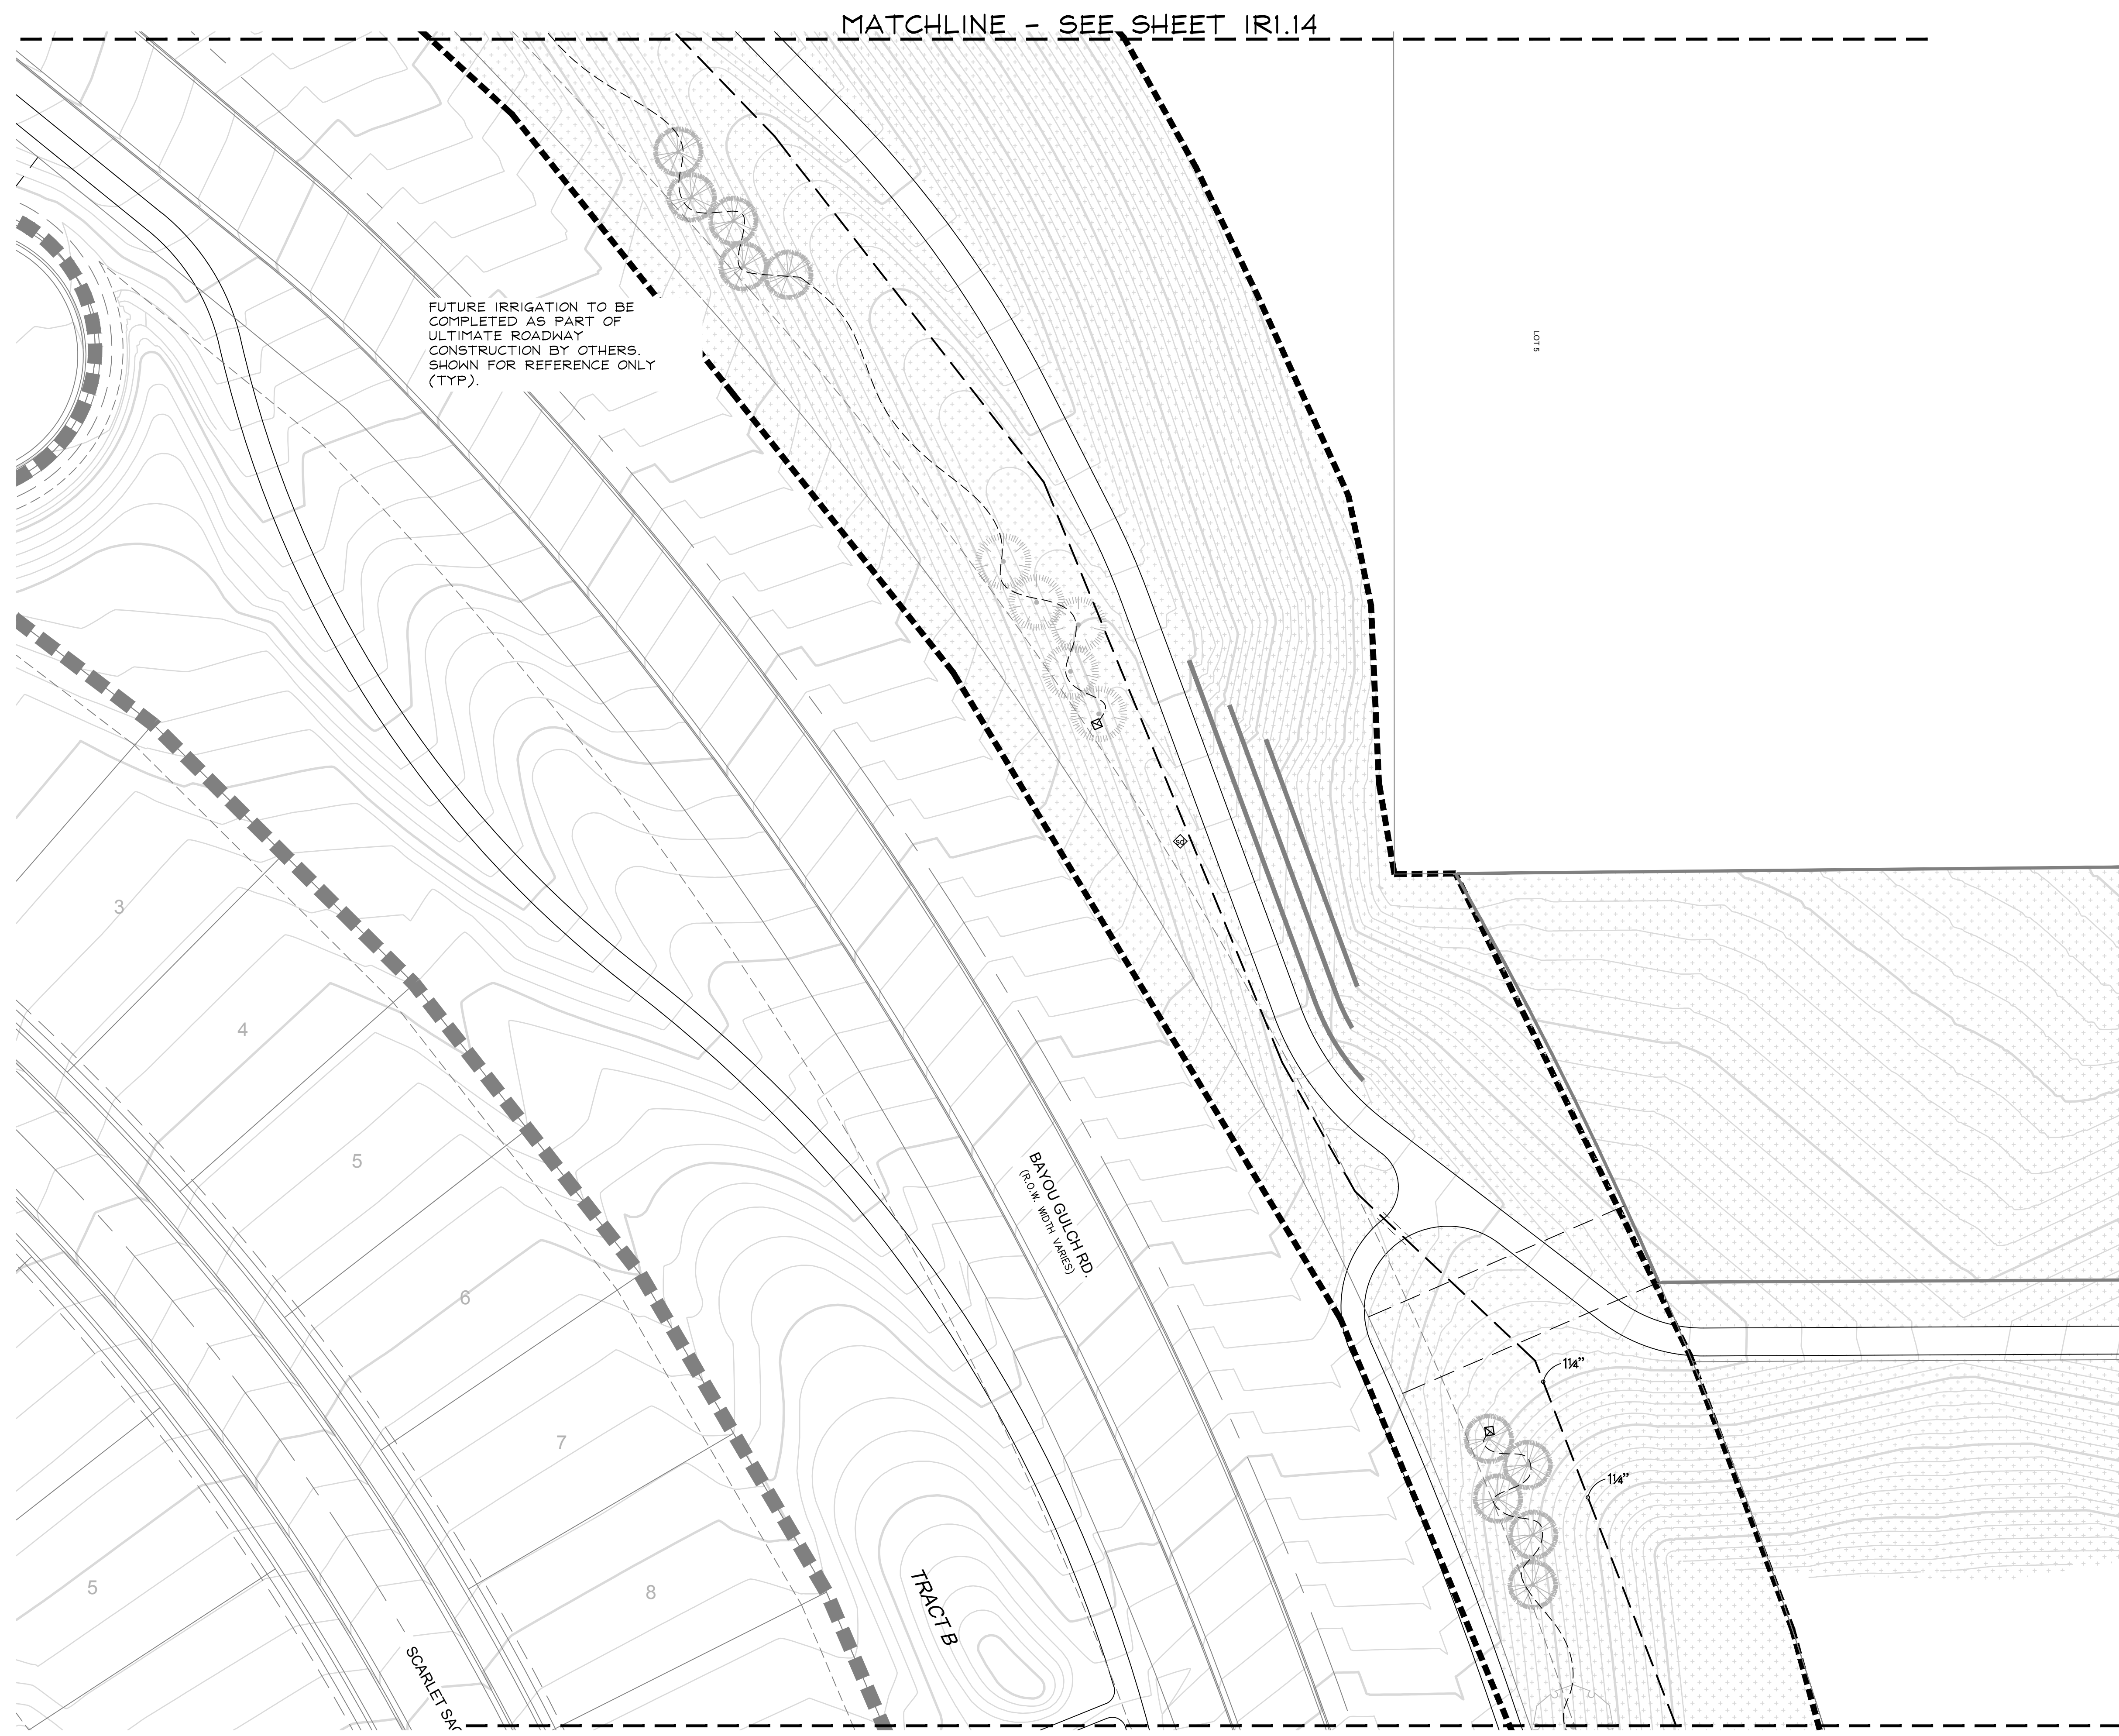 MATCHLINE - SEE SHEET IR1.14
FUTURE IRRIGATION TO BE
COMPLETED AS PART OF
ULTIMATE ROADWAY
CONSTRUCTION BY OTHERS.
SHOWN FOR REFERENCE ONLY
(TYP).
LOT 5
3
4
5
6
7
8
5
BAYOU GULCH RD.
(R.O.W. WIDTH VARIES)
1¼"
1¼"
TRACT B
SCARLET